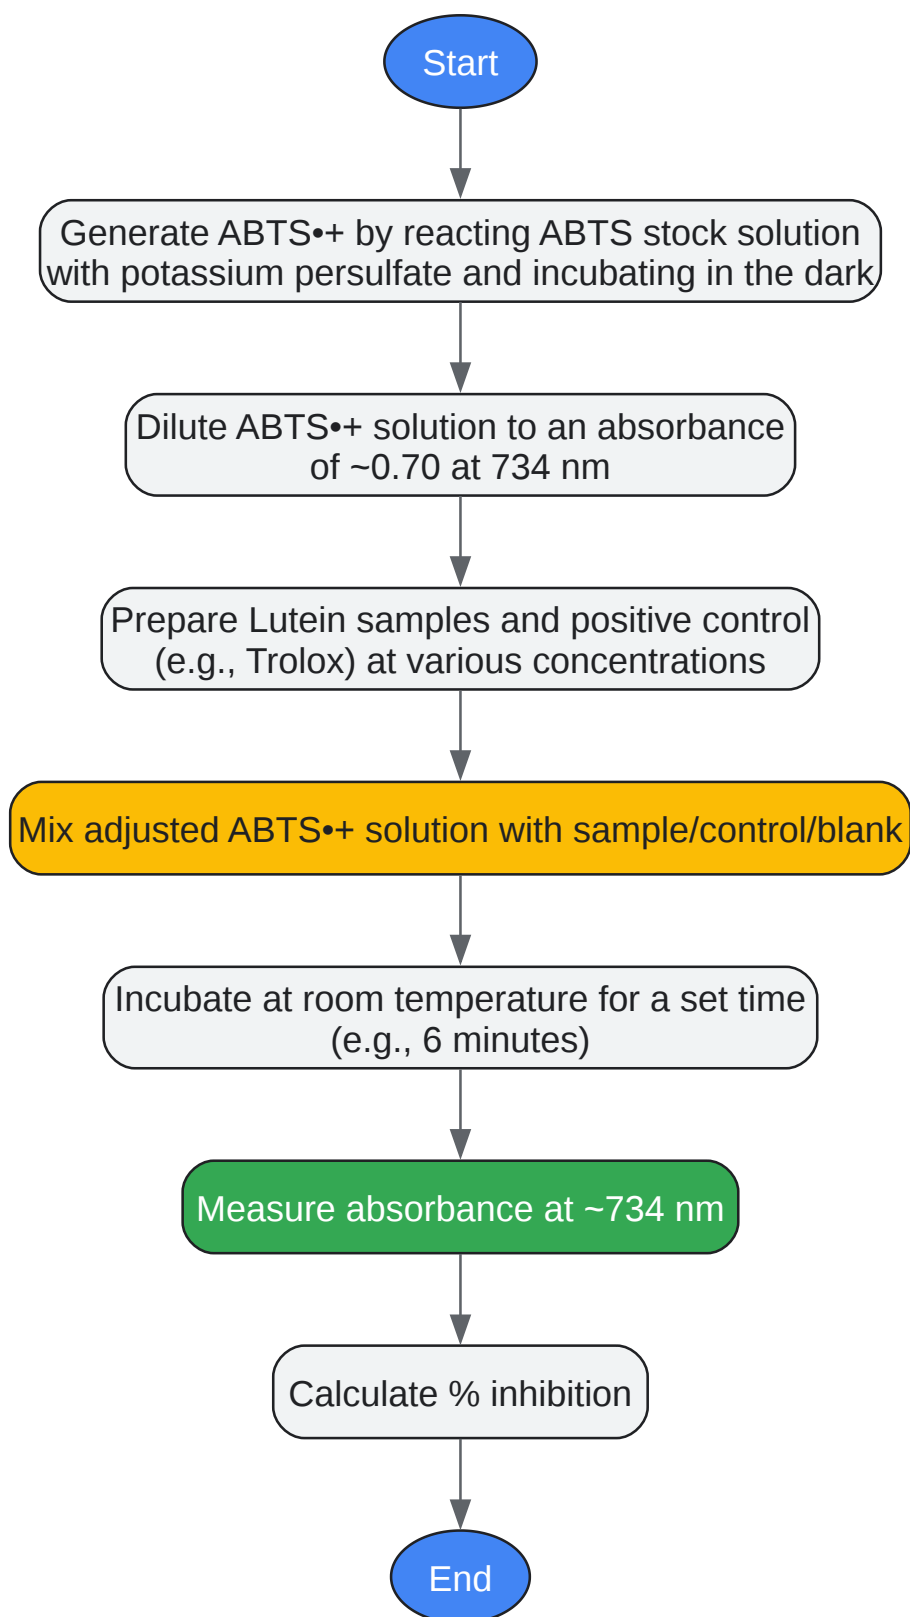 Start
Generate ABTS•+ by reacting ABTS stock solution
with potassium persulfate and incubating in the dark
Dilute ABTS•+ solution to an absorbance
of ~0.70 at 734 nm
Prepare Lutein samples and positive control
(e.g., Trolox) at various concentrations
Mix adjusted ABTS•+ solution with sample/control/blank
Incubate at room temperature for a set time
(e.g., 6 minutes)
Measure absorbance at ~734 nm
Calculate % inhibition
End